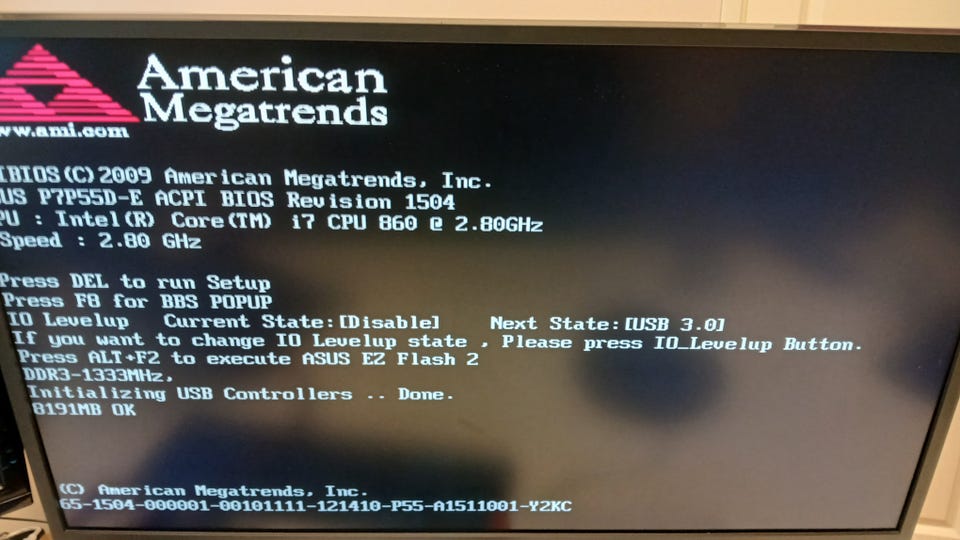 American
Megatrends
ww.ami.com
IBIOS(C)2009 American Megatrends, Inc.
US P7P55D-E ACPI BIOS Revision 1504
PU : Intel(R) Core(TM) i7 CPU 860 @ 2.80GHz
Speed : 2.80 GHz
Press DEL to run Setup
Press F8 for BBS POPUP
IO Levelup Current State:[Disable] Next State:[USB 3.0]
If you want to change IO Levelup state , Please press IO_Levelup Button.
Press ALT+F2 to execute ASUS EZ Flash 2
DDR3-1333MHz,
Initializing USB Controllers .. Done.
8191MB OK
(C) American Megatrends, Inc.
65-1504-000001-00101111-121410-P55-A1511001-Y2KC